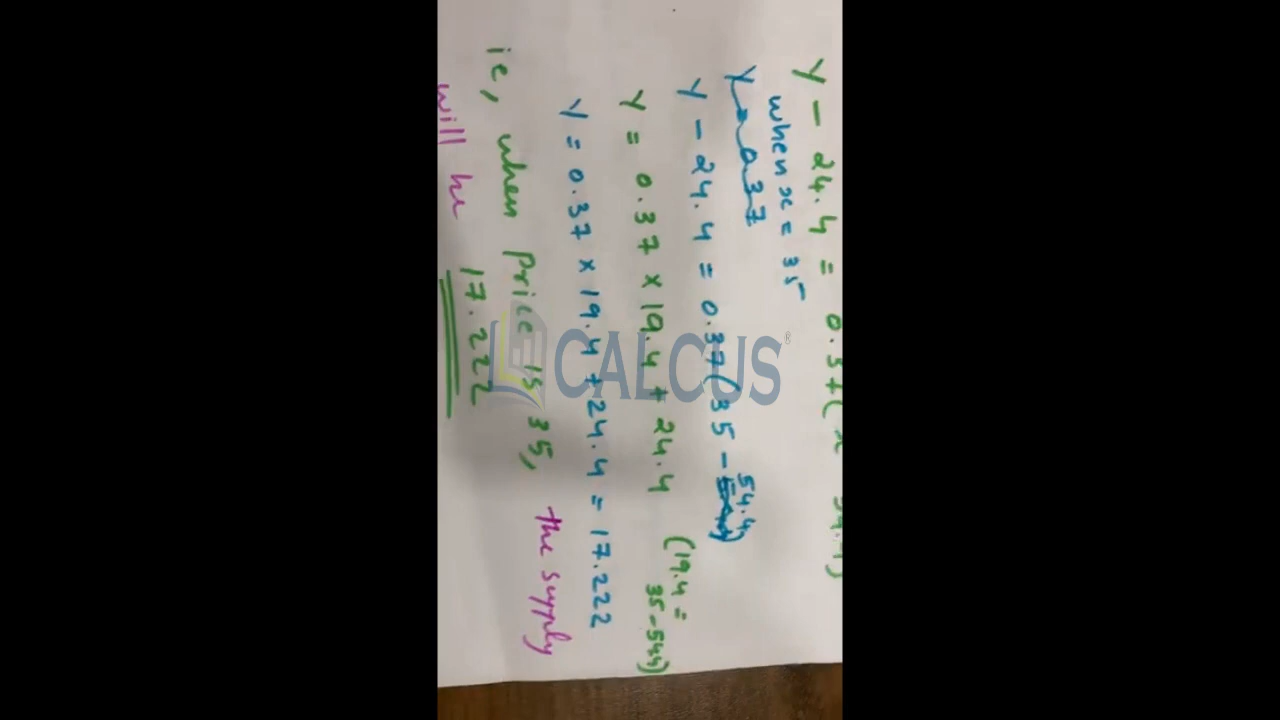 y - 24.4 = 0.37(x 54.4)
when x = 35
y - 24.4 = 0.37(35 - 54.4)
y = 0.37 x 19.4 + 24.4 (19.4 = 35-544)
y = 0.37 x 19.4 + 24.4 = 17.222
ie, when price is 35, the supply
will be 17.222
CALCUS®